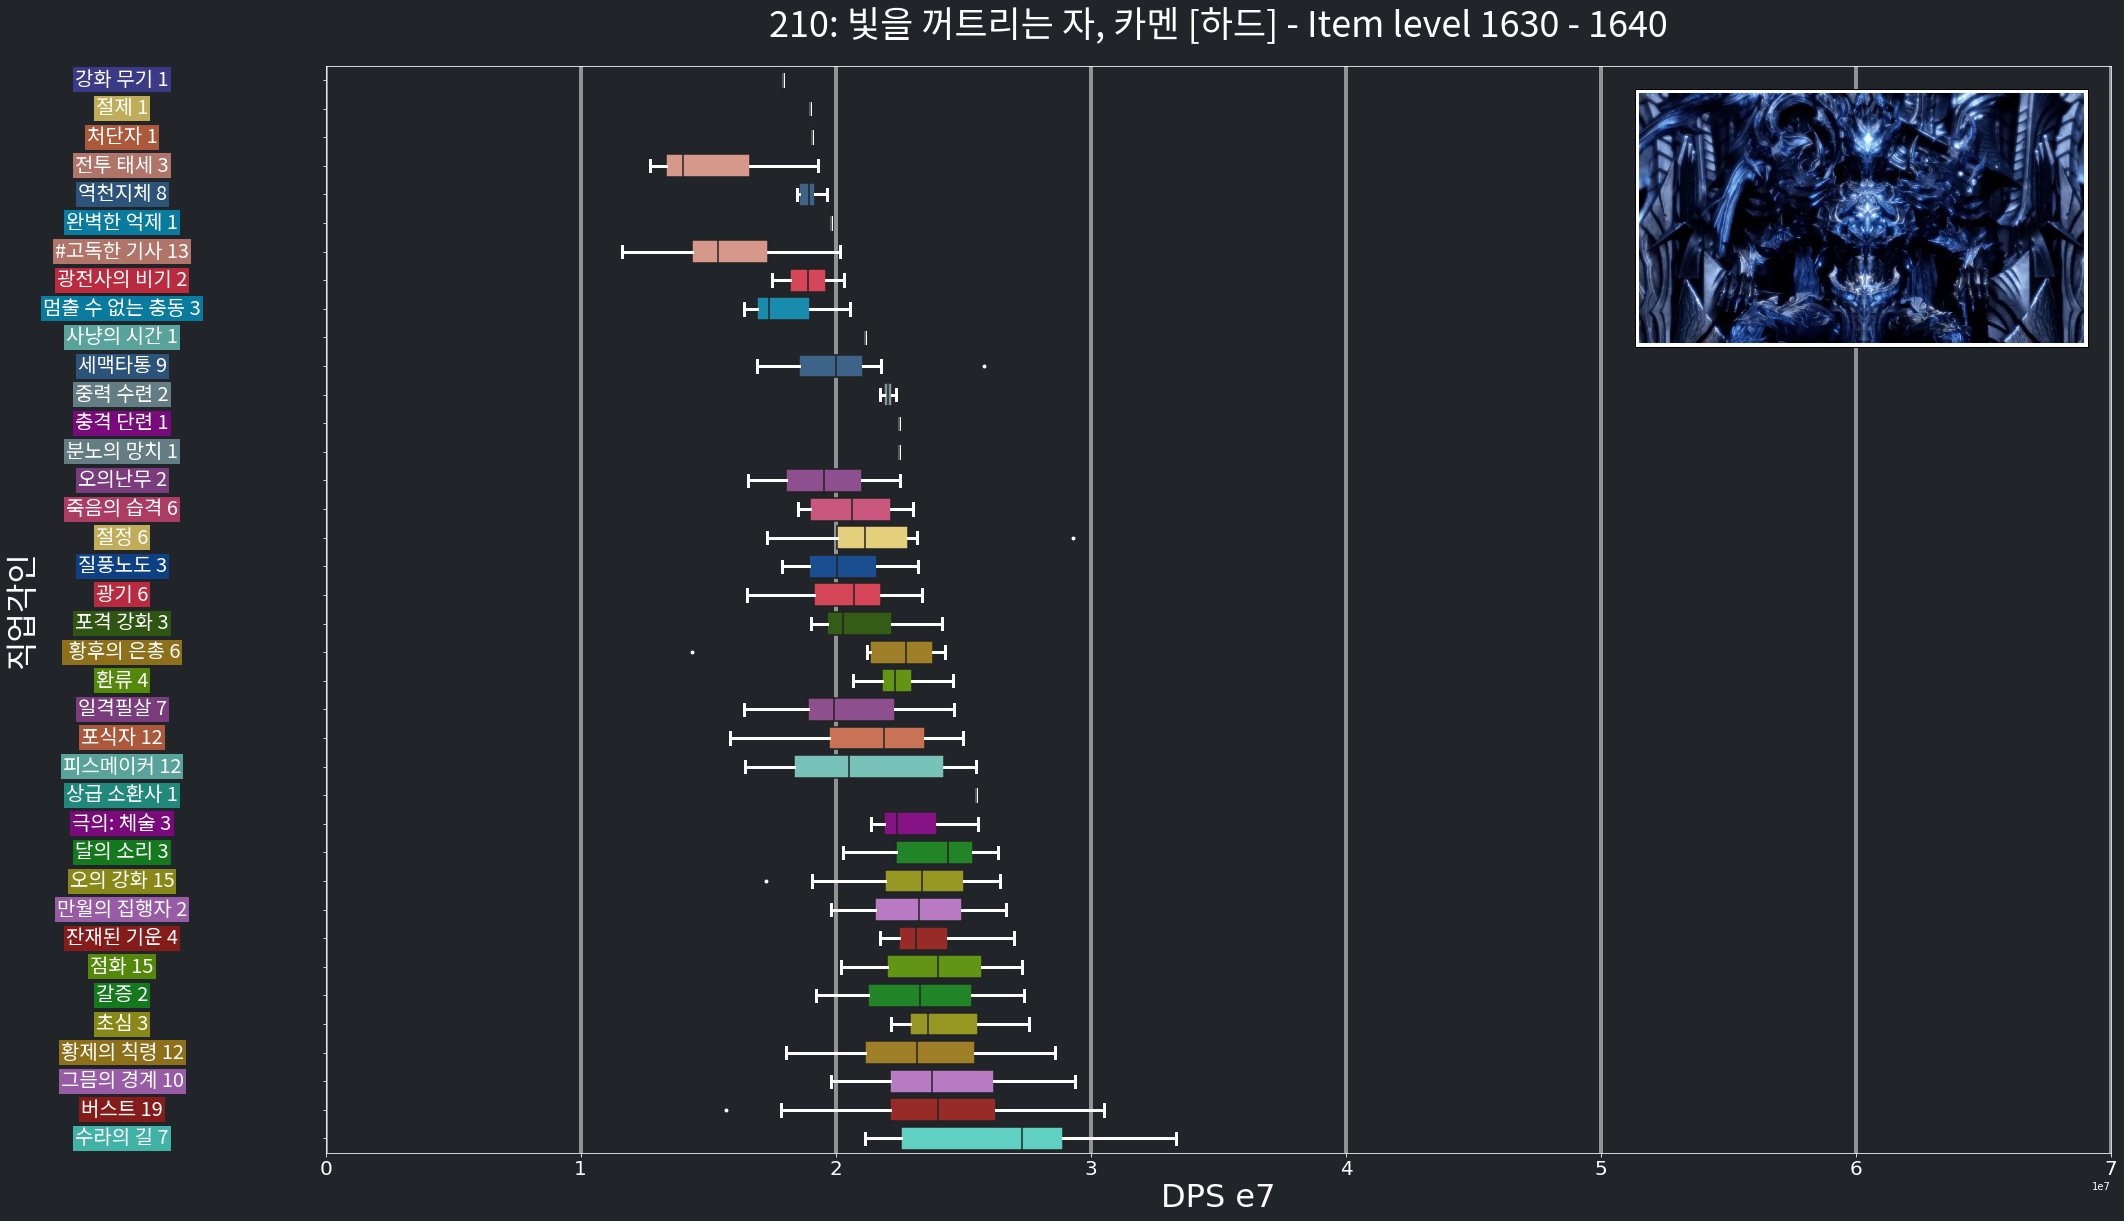 210: 빛을 꺼트리는 자, 카멘 [하드] - Item level 1630 - 1640
강화 무기 1
절제 1
처단자 1
전투 태세 3
역천지체 8
완벽한 억제 1
#고독한 기사 13
광전사의 비기 2
멈출 수 없는 충동 3
사냥의 시간 1
세맥타통 9
중력 수련 2
충격 단련 1
분노의 망치 1
오의난무 2
죽음의 습격 6
절정 6
질풍노도 3
광기 6
포격 강화 3
황후의 은총 6
환류 4
일격필살 7
포식자 12
피스메이커 12
상급 소환사 1
극의: 체술 3
달의 소리 3
오의 강화 15
만월의 집행자 2
잔재된 기운 4
점화 15
갈증 2
초심 3
황제의 칙령 12
그믐의 경계 10
버스트 19
수라의 길 7
직업각인
0 1 2 3 4 5 6 7
1e7
DPS e7